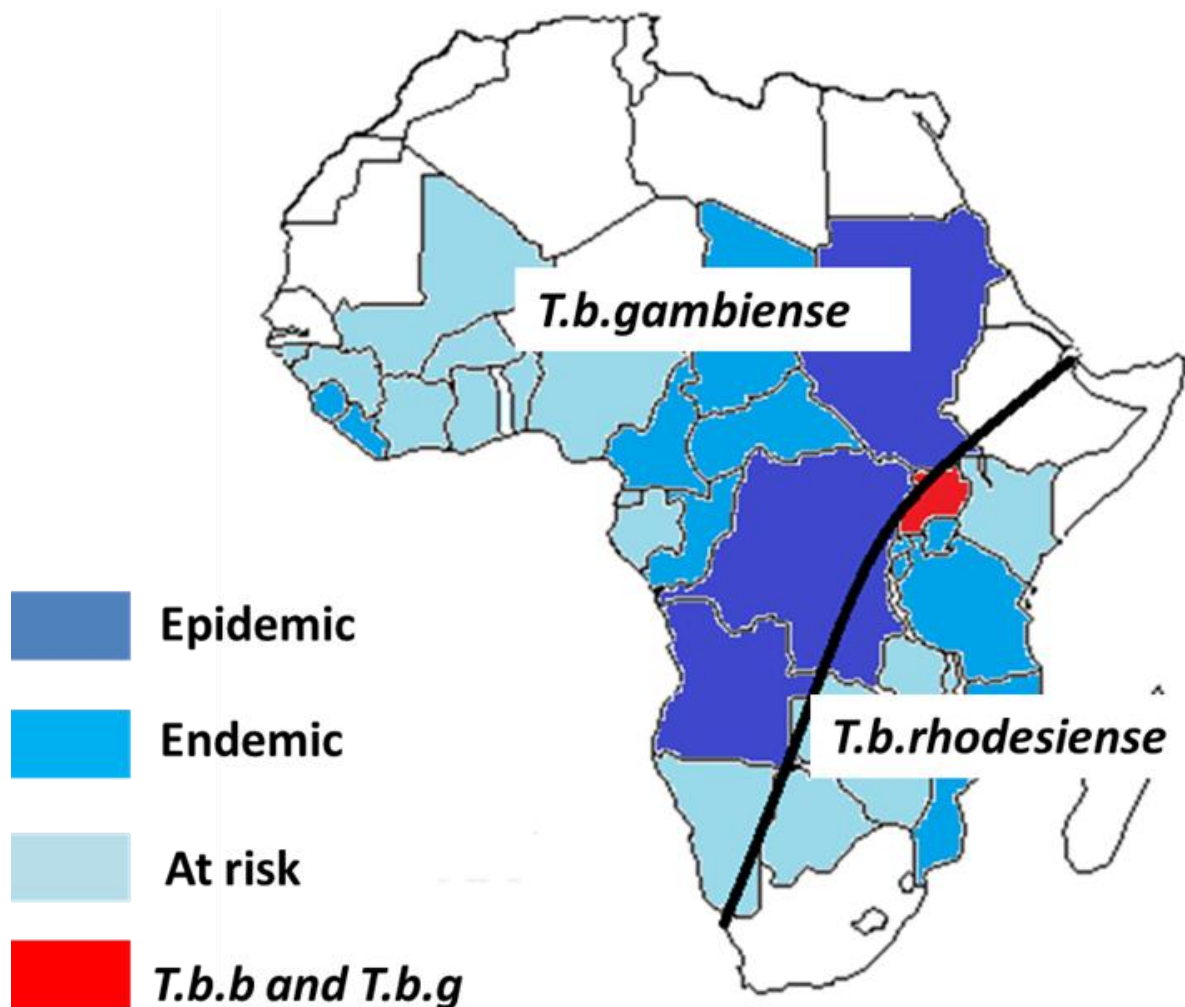 T.b.gambiense
Epidemic
Endemic
T.b.rhodesiense
At risk
T.b.b and T.b.g